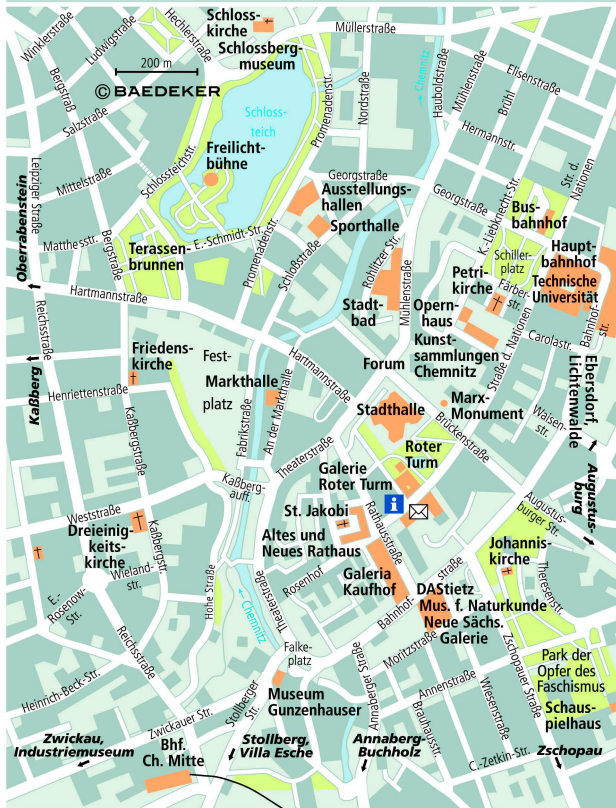 Winklerstraße
Ludwigstraße
Hechlerstraße
Schloss-
kirche
Schlossberg-
museum
Müllerstraße
200 m
© BAEDEKER
Bergstraß
Salzstraße
Schloss-
teich
Promenadenstr.
Nordstraße
→ Chemnitz
Hauboldstraße
Mühlenstraße
Brühl
Elisenstraße
Hermannstr.
Str. d.
Nationen
Leipziger Straße
Mittelstraße
Schlossteichstr.
Freilicht-
bühne
Georgstraße
Ausstellungs-
hallen
Sporthalle
Georgstraße
K.-Liebknecht-Str.
Bus-
bahnhof
Oberrabenstein
Matthesstr.
Bergstraße
Terassen-
brunnen
E.-Schmidt-Str.
Promenadenstr.
Schloßstraße
Rohlitzer Str.
Mühlenstraße
Schiller-
platz
Haupt-
bahnhof
Technische
Universität
Petri-
kirche
Färber-
str.
Bahnhof-
str.
Hartmannstraße
Stadt-
bad
Opern-
haus
Kunst-
sammlungen
Chemnitz
Straße d. Nationen
Carolastr.
Reichsstraße
Kaßberg
Friedens-
kirche
Fest-
platz
Markthalle
Hartmannstraße
Forum
Ebersdorf,
Lichtenwalde
Henriettenstraße
Kaßbergstraße
Fabrikstraße
An der Markthalle
Stadthalle
Marx-
Monument
Brückenstraße
Waisen-
str.
Theaterstraße
Roter
Turm
Kaßberg-
auff.
Galerie
Roter Turm
i
Augustus-
burg
Augustus-
burger Str.
Weststraße
Dreieinig-
keits-
kirche
Kaßbergstr.
St. Jakobi
Altes und
Neues Rathaus
Rathausstraße
Johannis-
kirche
Theresenstr.
Wieland-
str.
E.-
Rosenow-
Str.
Hohe Straße
← Chemnitz
Theaterstraße
Rosenhof
Galeria
Kaufhof
Bahnhof-
straße
DAStietz
Mus. f. Naturkunde
Neue Sächs.
Galerie
Reichsstraße
Falke-
platz
Moritzstraße
Zschopauer Straße
Park der
Opfer des
Faschismus
Heinrich-Beck-Str.
Museum
Gunzenhauser
Annaberger Straße
Annenstraße
Wiesenstraße
Schau-
spielhaus
Zwickauer Str.
Stollberger
Str.
Brauhausstr.
Zwickau,
Industriemuseum
Bhf.
Ch. Mitte
Stollberg,
Villa Esche
Annaberg-
Buchholz
C.-Zetkin-Str.
Zschopau